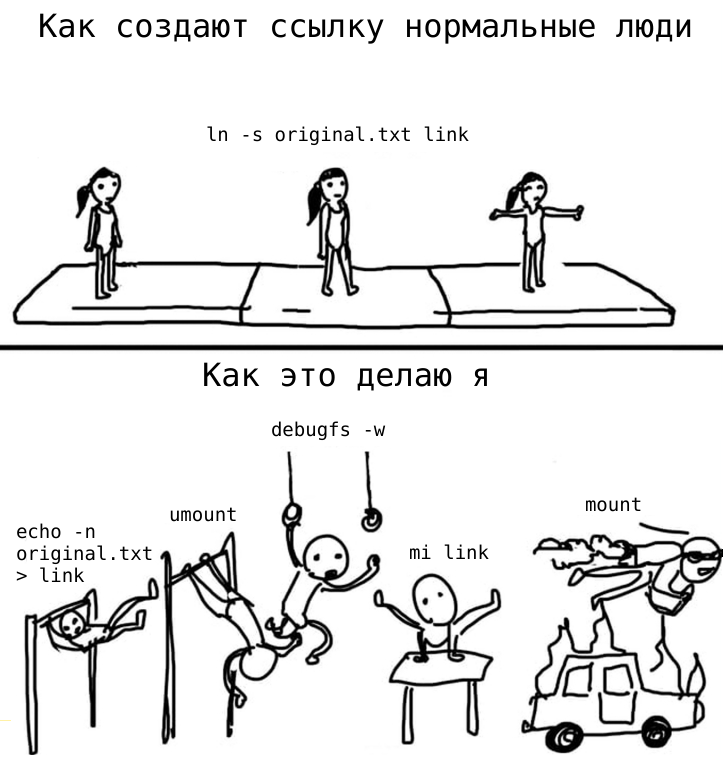 Как создают ссылку нормальные люди
ln -s original.txt link
Как это делаю я
debugfs -w
umount
mount
echo -n
original.txt
> link
mi link